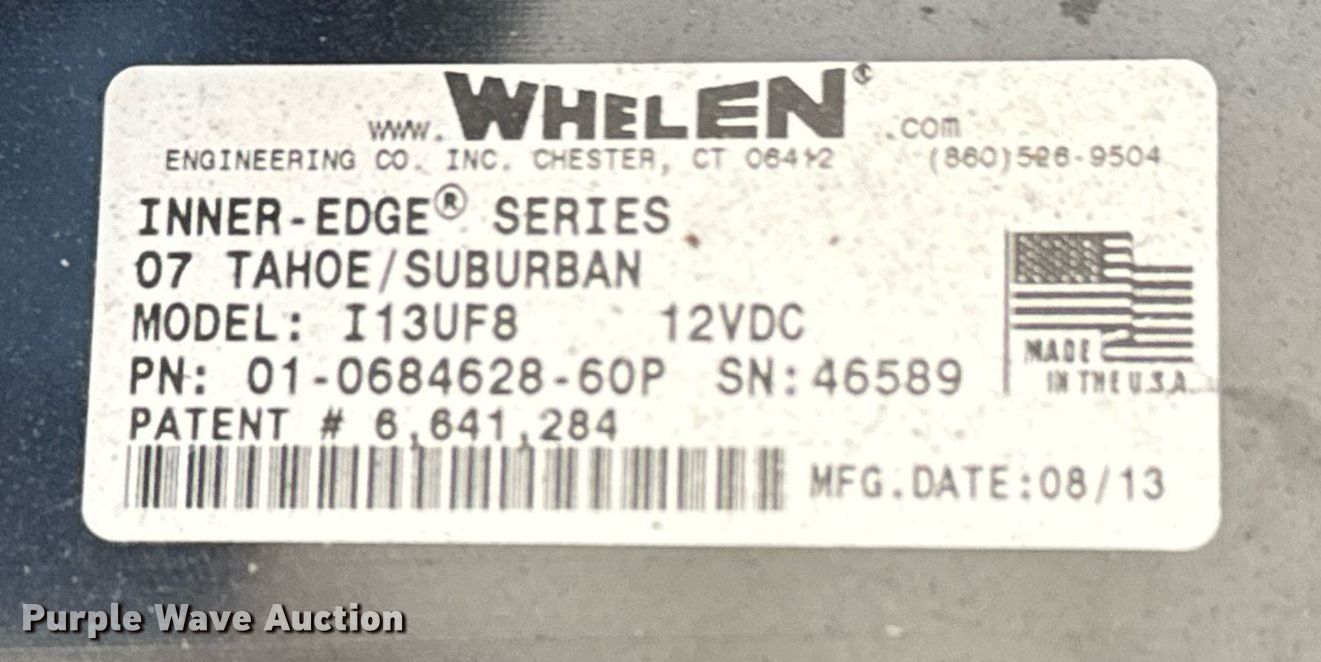 www.WHELEN®.com
ENGINEERING CO. INC. CHESTER, CT 06412 (860)526-9504
INNER-EDGE® SERIES
07 TAHOE/SUBURBAN
MODEL: I13UF8 12VDC
PN: 01-0684628-60P SN:46589
MADE
IN THE U.S.A.
PATENT # 6,641,284
MFG.DATE:08/13
Purple Wave Auction